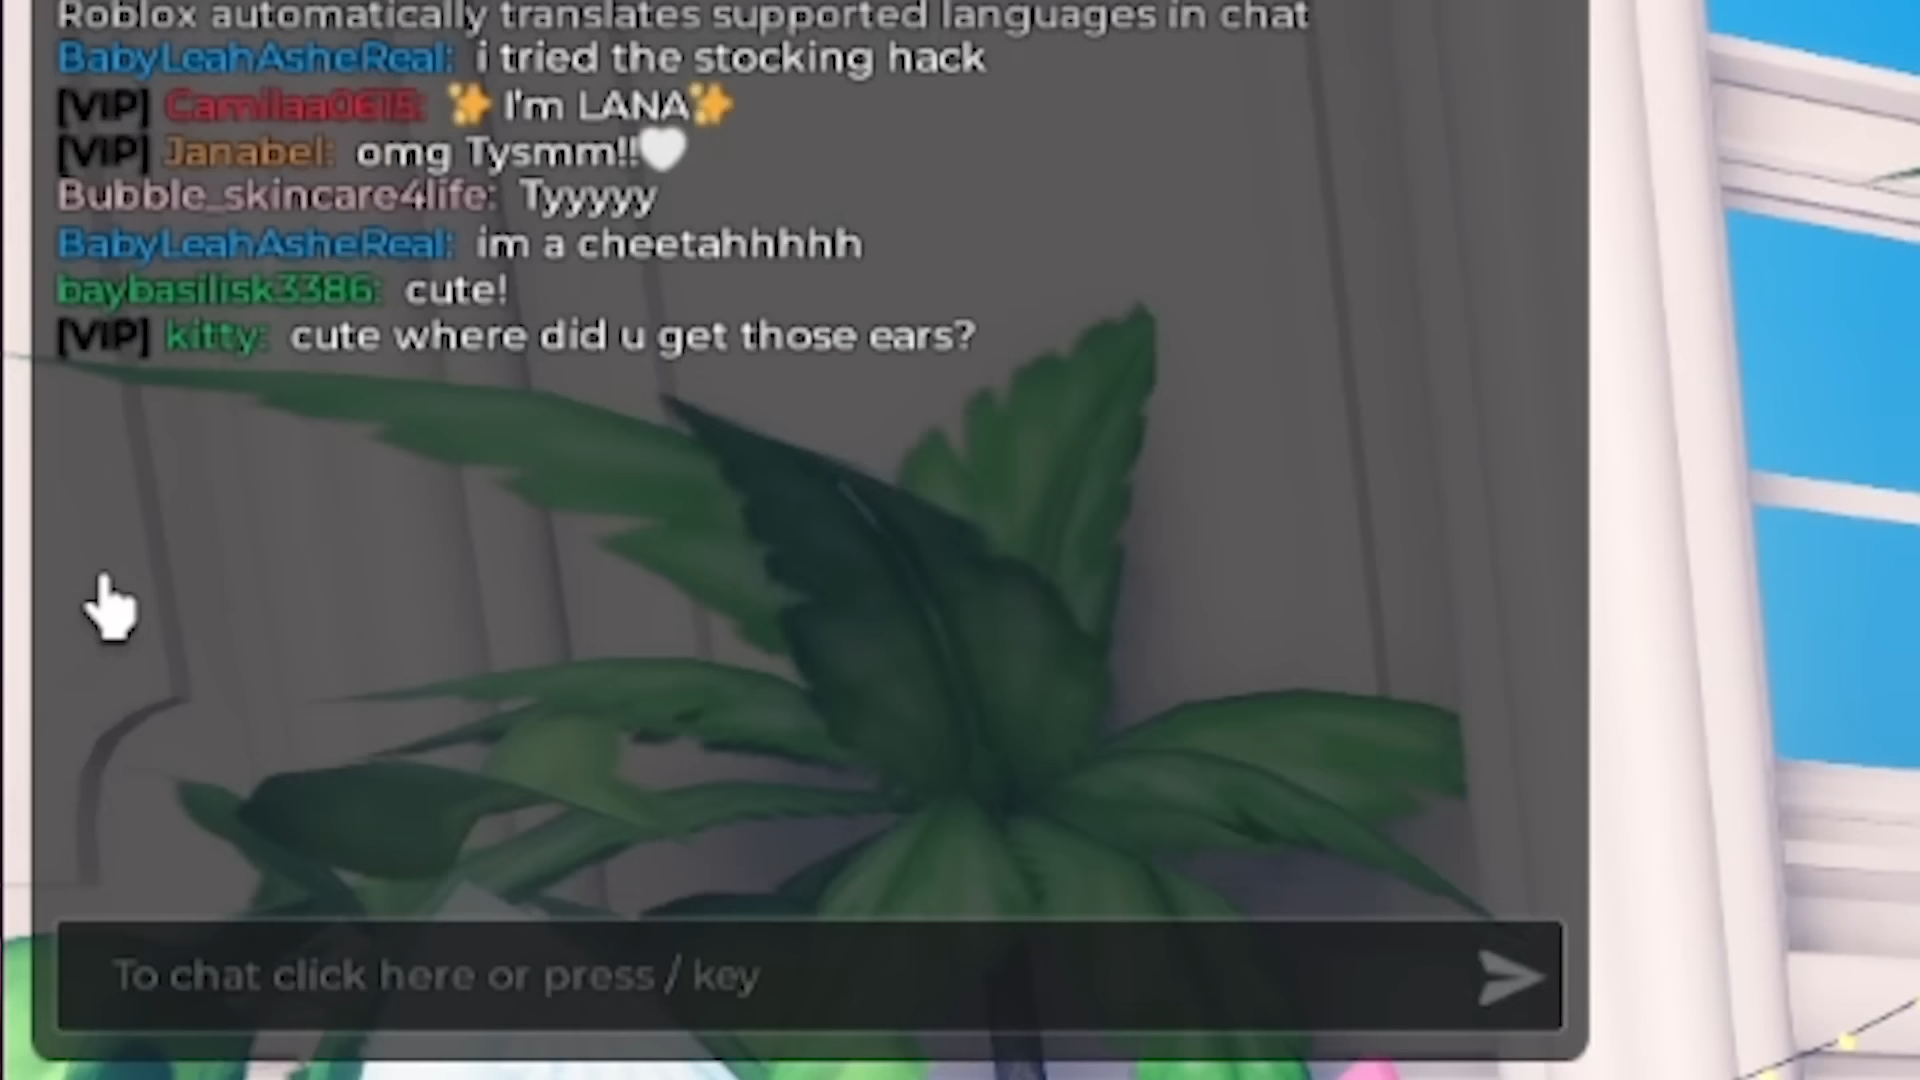 Roblox automatically translates supported languages in chat
BabyLeahAsheReal: i tried the stocking hack
[VIP] Camilaa0615: ✨ I'm LANA✨
[VIP] Janabel: omg Tysmm!!🤍
Bubble_skincare4life: Tyyyyy
BabyLeahAsheReal: im a cheetahhhhh
baybasilisk3386: cute!
[VIP] kitty: cute where did u get those ears?
To chat click here or press / key